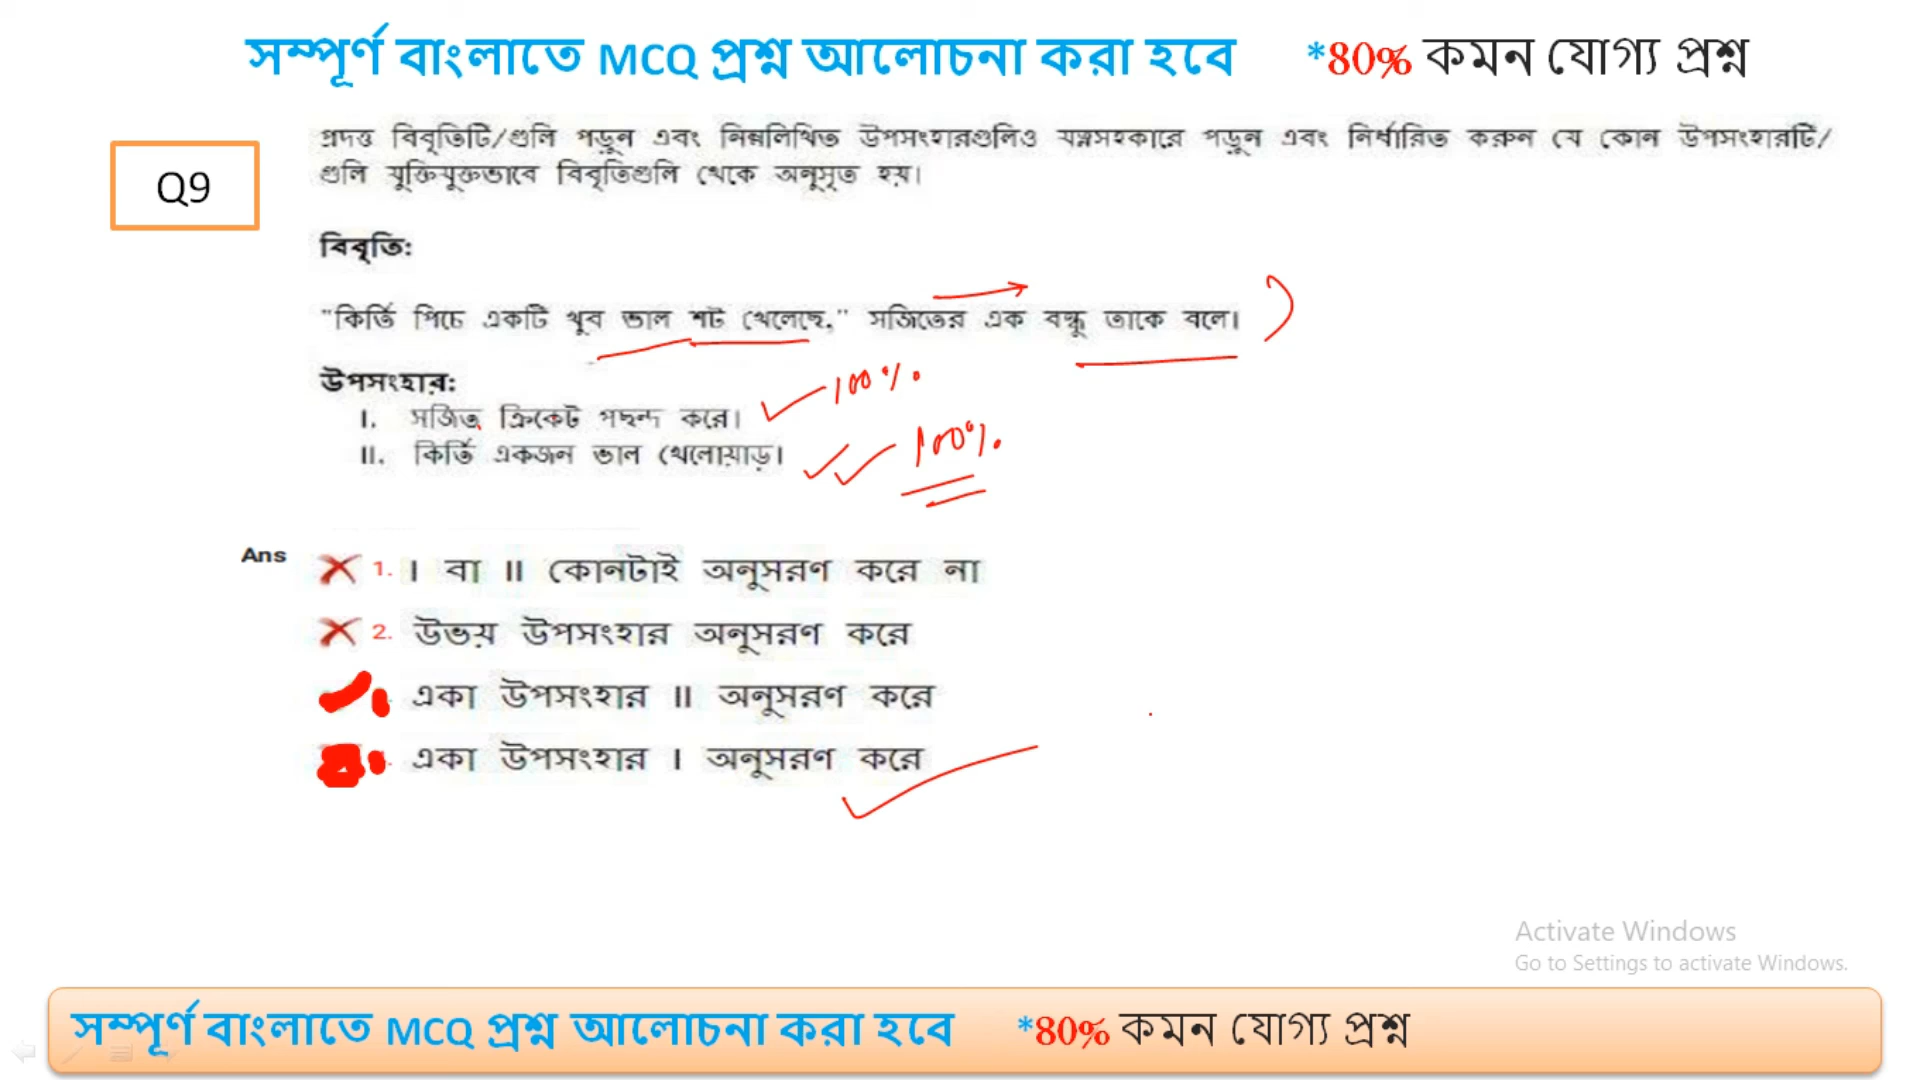 সম্পূর্ণ বাংলাতে MCQ প্রশ্ন আলোচনা করা হবে *80% কমন যোগ্য প্রশ্ন
Q9
প্রদত্ত বিবৃতিটি/গুলি পড়ুন এবং নিম্নলিখিত উপসংহারগুলিও যত্নসহকারে পড়ুন এবং নির্ধারিত করুন যে কোন উপসংহারটি/
গুলি যুক্তিযুক্তভাবে বিবৃতিগুলি থেকে অনুসৃত হয়।
বিবৃতি:
"কির্তি পিচে একটি খুব ভাল শট খেলেছে," সজিতের এক বন্ধু তাকে বলে।
উপসংহার:
I. সজিত ক্রিকেট পছন্দ করে। 100%
II. কির্তি একজন ভাল খেলোয়াড়। 100%
Ans 1. I বা II কোনটাই অনুসরণ করে না
2. উভয় উপসংহার অনুসরণ করে
একা উপসংহার II অনুসরণ করে
একা উপসংহার I অনুসরণ করে
Activate Windows
Go to Settings to activate Windows.
সম্পূর্ণ বাংলাতে MCQ প্রশ্ন আলোচনা করা হবে *80% কমন যোগ্য প্রশ্ন